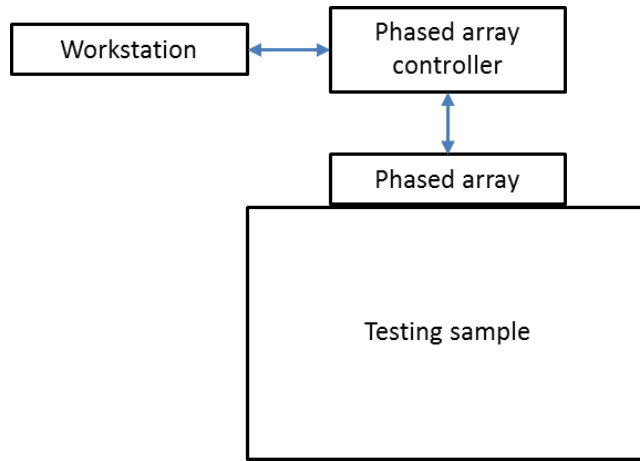 Workstation
Phased array
controller
Phased array
Testing sample